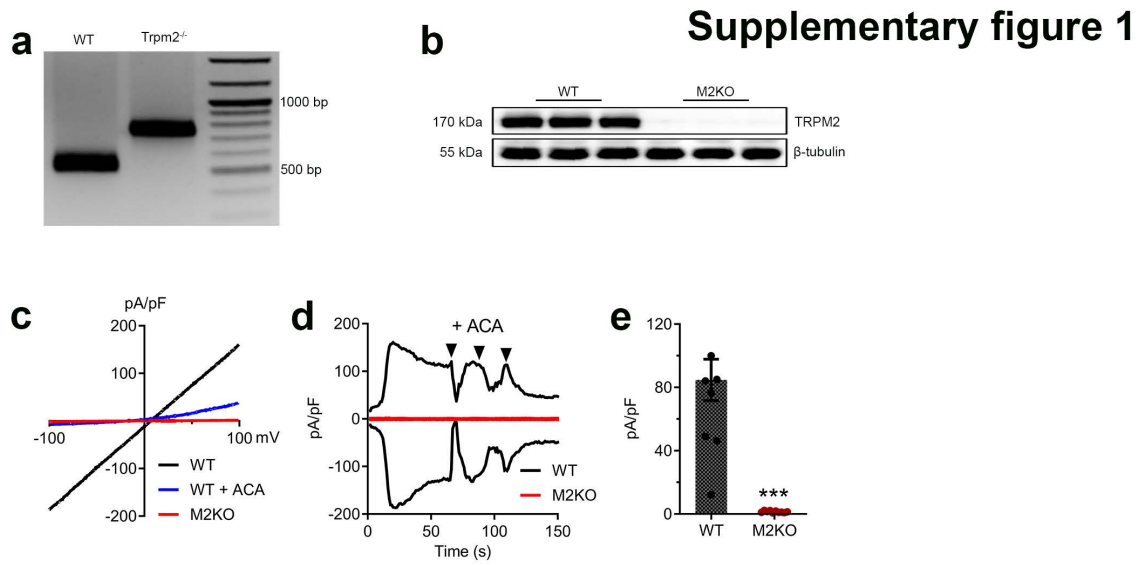 Supplementary figure 1
a
WT
Trpm2-/-
1000 bp
500 bp
b
WT
M2KO
170 kDa
TRPM2
55 kDa
β-tubulin
c
pA/pF
200
100
-100
100 mV
-100
-200
WT
WT + ACA
M2KO
d
+ ACA
pA/pF
200
100
0
-100
-200
0
50
100
150
Time (s)
WT
M2KO
e
pA/pF
120
80
40
0
***
WT
M2KO